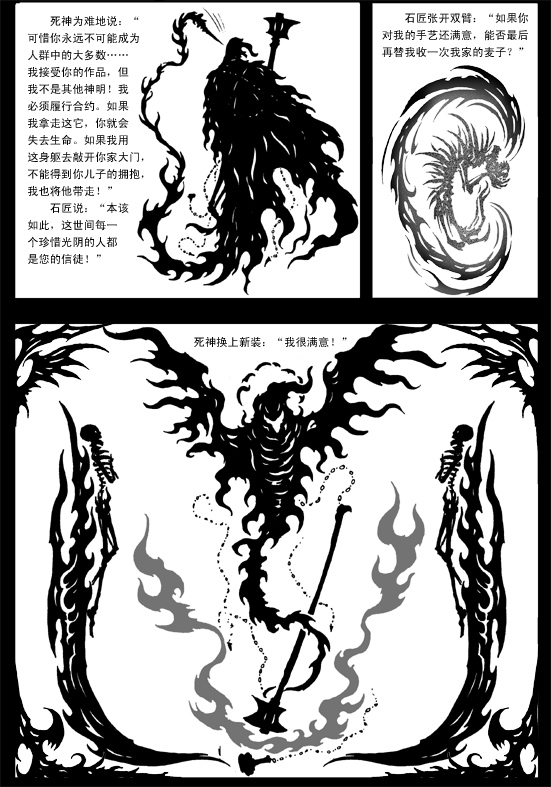 死神为难地说：“
可惜你永远不可能成为
人群中的大多数……
我接受你的作品，但
我不是其他神明！我
必须履行合约。如果
我拿走这它，你就会
失去生命。如果我用
这身躯去敲开你家大门，
不能得到你儿子的拥抱，
我也将他带走！”
石匠说：“本该
如此，这世间每一
个珍惜光阴的人都
是您的信徒！”
石匠张开双臂：“如果你
对我的手艺还满意，能否最后
再替我收一次我家的麦子？”
死神换上新装：“我很满意！”